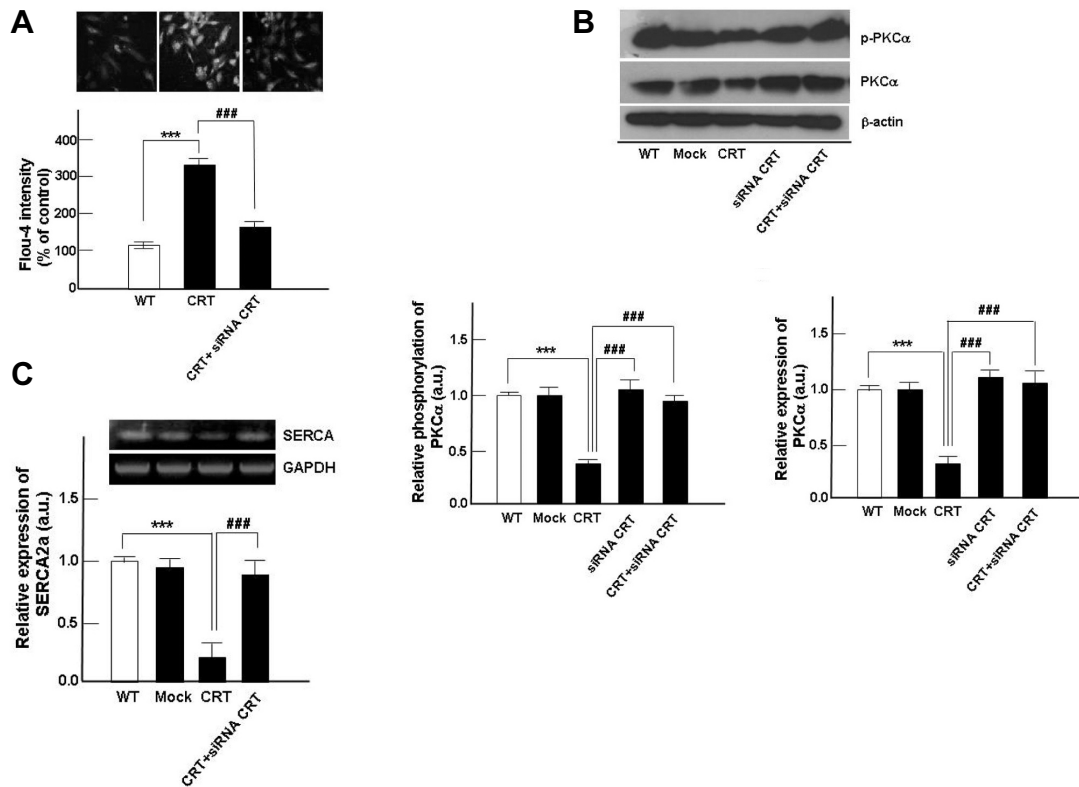 A
***
###
400
300
200
100
0
Flou-4 intensity
(% of control)
WT
CRT
CRT+ siRNA CRT
B
p-PKCα
PKCα
β-actin
WT
Mock
CRT
siRNA CRT
CRT+siRNA CRT
Relative phosphorylation of
PKCα (a.u.)
1.5
1.0
0.5
0.0
***
###
###
WT
Mock
CRT
siRNA CRT
CRT+siRNA CRT
Relative expression of
PKCα (a.u.)
1.5
1.0
0.5
0.0
***
###
###
WT
Mock
CRT
siRNA CRT
CRT+siRNA CRT
C
SERCA
GAPDH
Relative expression of
SERCA2a (a.u.)
1.5
1.0
0.5
0.0
***
###
WT
Mock
CRT
CRT+siRNA CRT